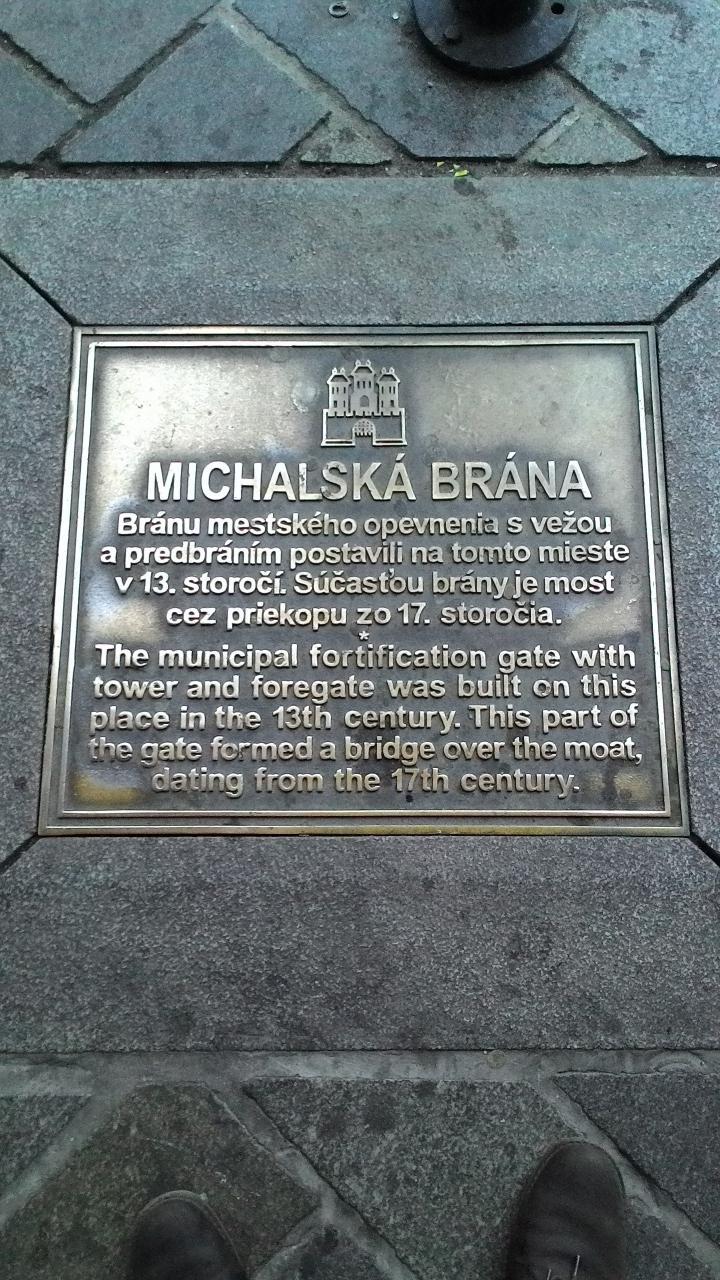 MICHALSKÁ BRÁNA
Bránu mestského opevnenia s vežou
a predbráním postavili na tomto mieste
v 13. storočí. Súčasťou brány je most
cez priekopu zo 17. storočia.
*
The municipal fortification gate with
tower and foregate was built on this
place in the 13th century. This part of
the gate formed a bridge over the moat,
dating from the 17th century.